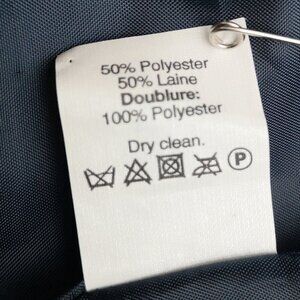 50% Polyester
50% Laine
Doublure:
100% Polyester
Dry clean.
P